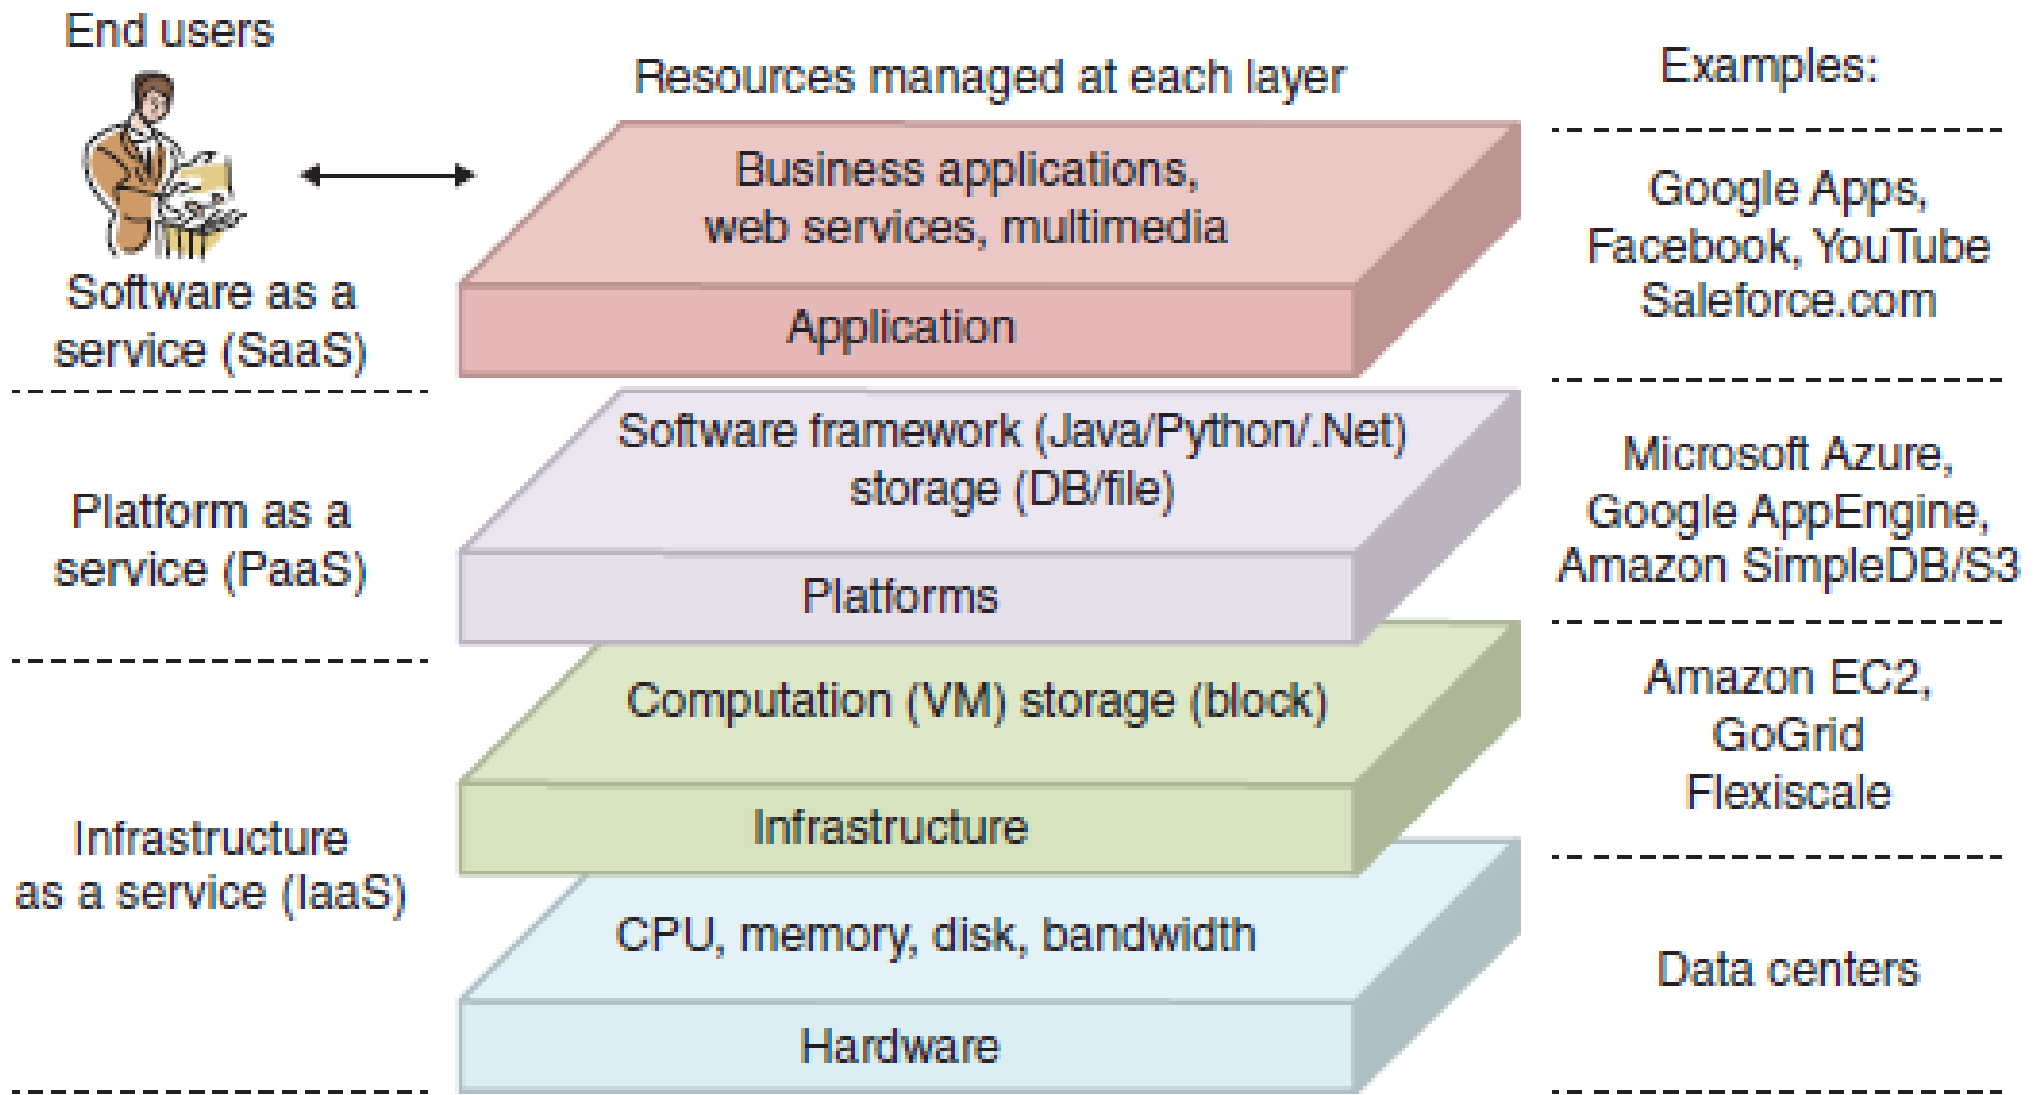 End users
Resources managed at each layer
Examples:
Business applications,
web services, multimedia
Application
Software as a
service (SaaS)
Google Apps,
Facebook, YouTube
Saleforce.com
Software framework (Java/Python/.Net)
storage (DB/file)
Platforms
Platform as a
service (PaaS)
Microsoft Azure,
Google AppEngine,
Amazon SimpleDB/S3
Computation (VM) storage (block)
Infrastructure
Amazon EC2,
GoGrid
Flexiscale
Infrastructure
as a service (IaaS)
CPU, memory, disk, bandwidth
Hardware
Data centers